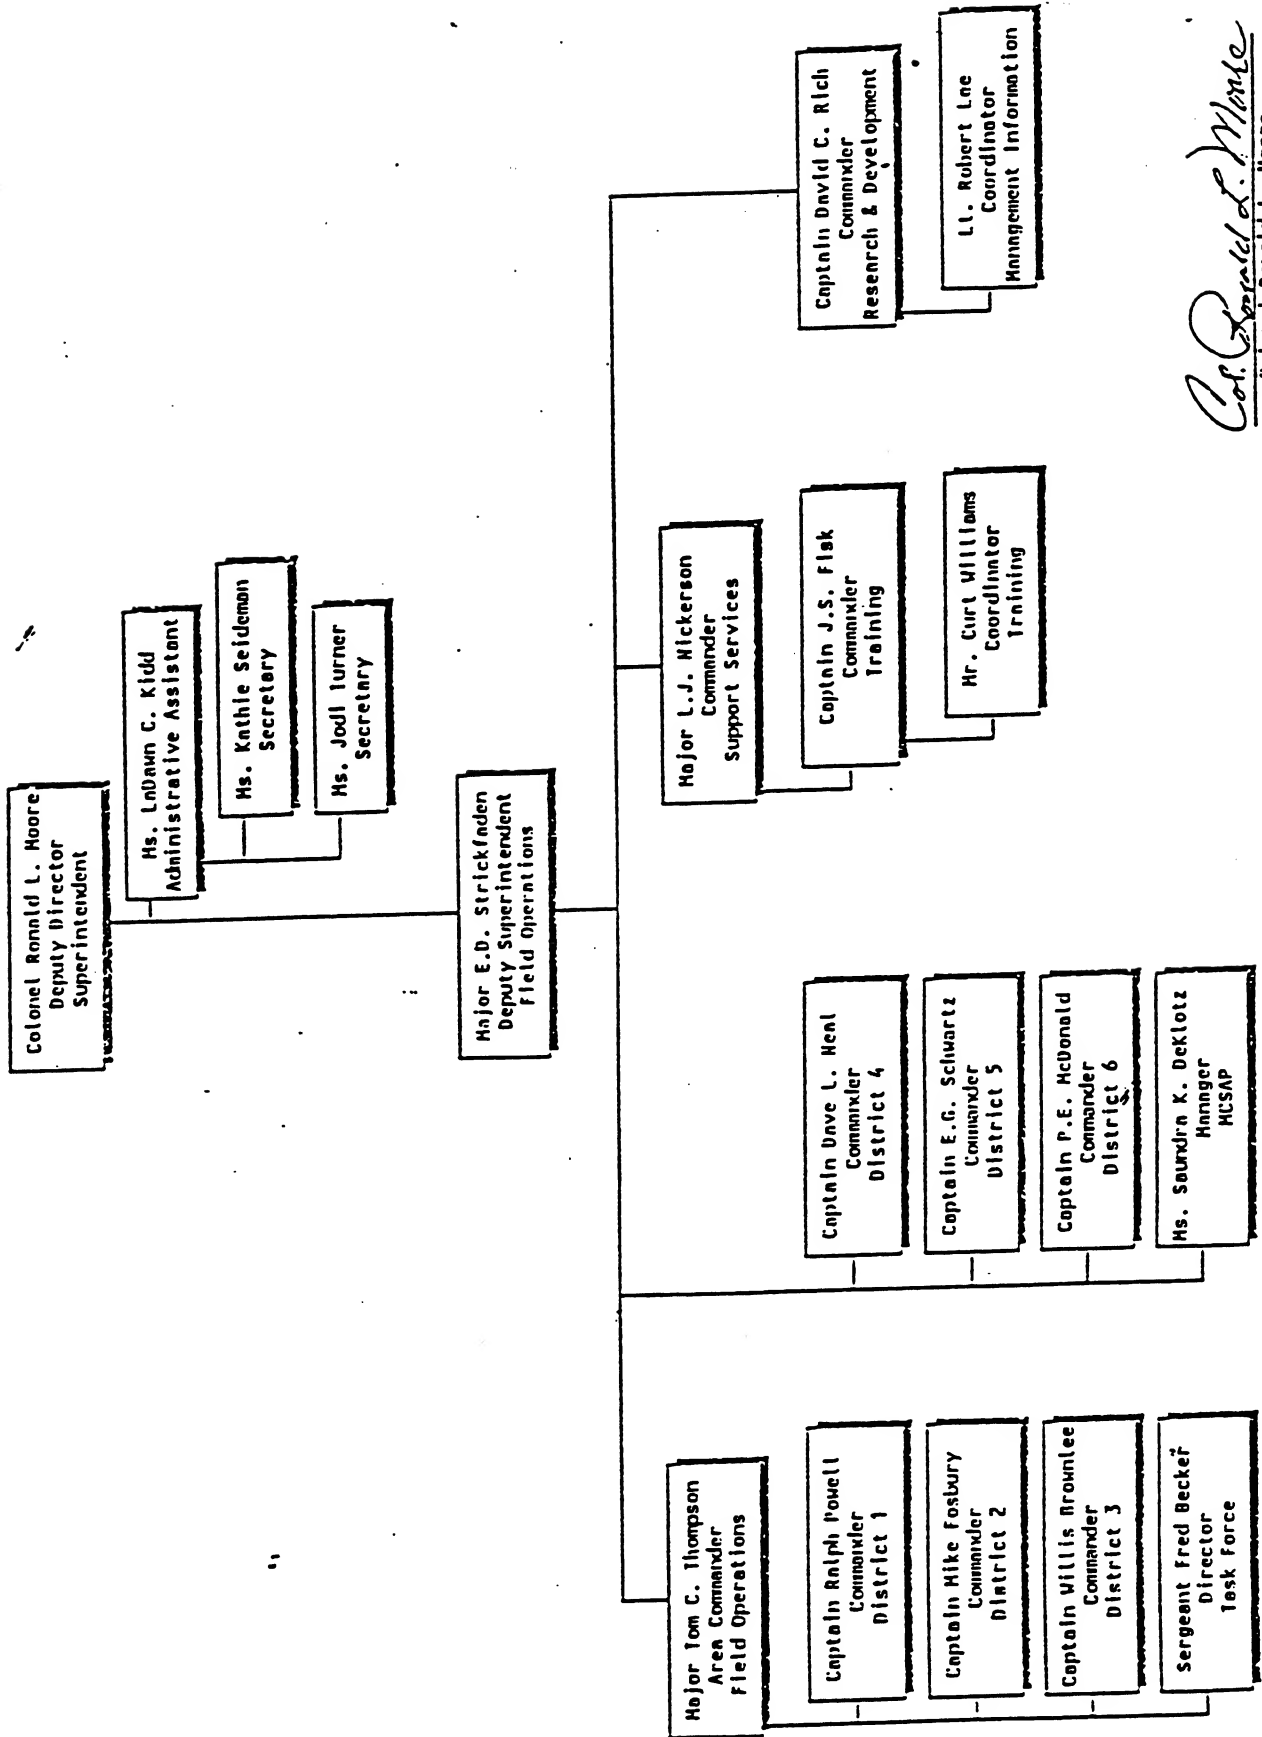 Colonel Ronald L. Moore
Deputy Director
Superintendent
Ms. LaDawn C. Kidd
Administrative Assistant
Ms. Kathie Seideman
Secretary
Ms. Jodi Turner
Secretary
Major E.D. Strickfaden
Deputy Superintendent
Field Operations
Major Tom C. Thompson
Area Commander
Field Operations
Captain Ralph Powell
Commander
District 1
Captain Mike Fosbury
Commander
District 2
Captain Willis Brownlee
Commander
District 3
Sergeant Fred Becker
Director
Task Force
Captain Dave L. Neal
Commander
District 4
Captain E.G. Schwartz
Commander
District 5
Captain P.E. McDonald
Commander
District 6
Ms. Saundra K. DeKlotz
Manager
MCSAP
Major L.J. Nickerson
Commander
Support Services
Captain J.S. Fisk
Commander
Training
Mr. Curt Williams
Coordinator
Training
Captain David C. Rich
Commander
Research & Development
Lt. Robert Lee
Coordinator
Management Information
Col. Ronald L. Moore